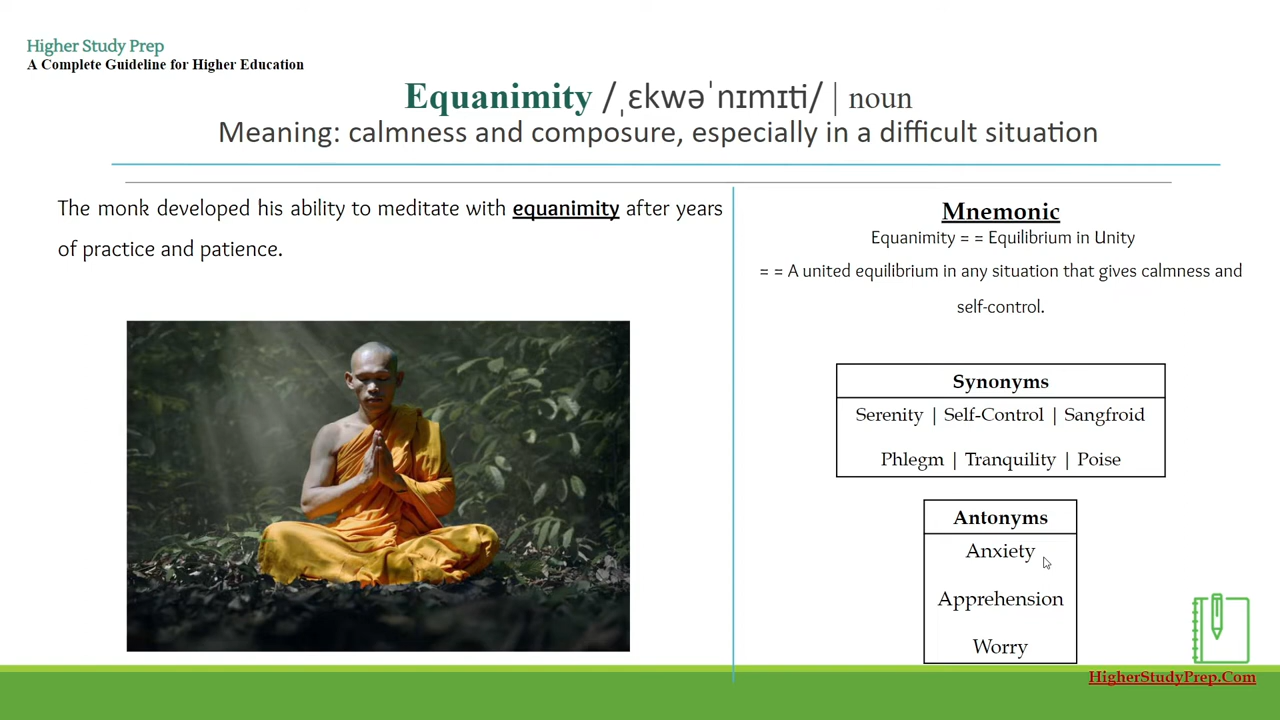 Higher Study Prep
A Complete Guideline for Higher Education
Equanimity /ˌɛkwəˈnɪmɪti/ | noun
Meaning: calmness and composure, especially in a difficult situation
The monk developed his ability to meditate with equanimity after years
of practice and patience.
Mnemonic
Equanimity = = Equilibrium in Unity
= = A united equilibrium in any situation that gives calmness and
self-control.
Synonyms
Serenity | Self-Control | Sangfroid
Phlegm | Tranquility | Poise
Antonyms
Anxiety
Apprehension
Worry
HigherStudyPrep.Com